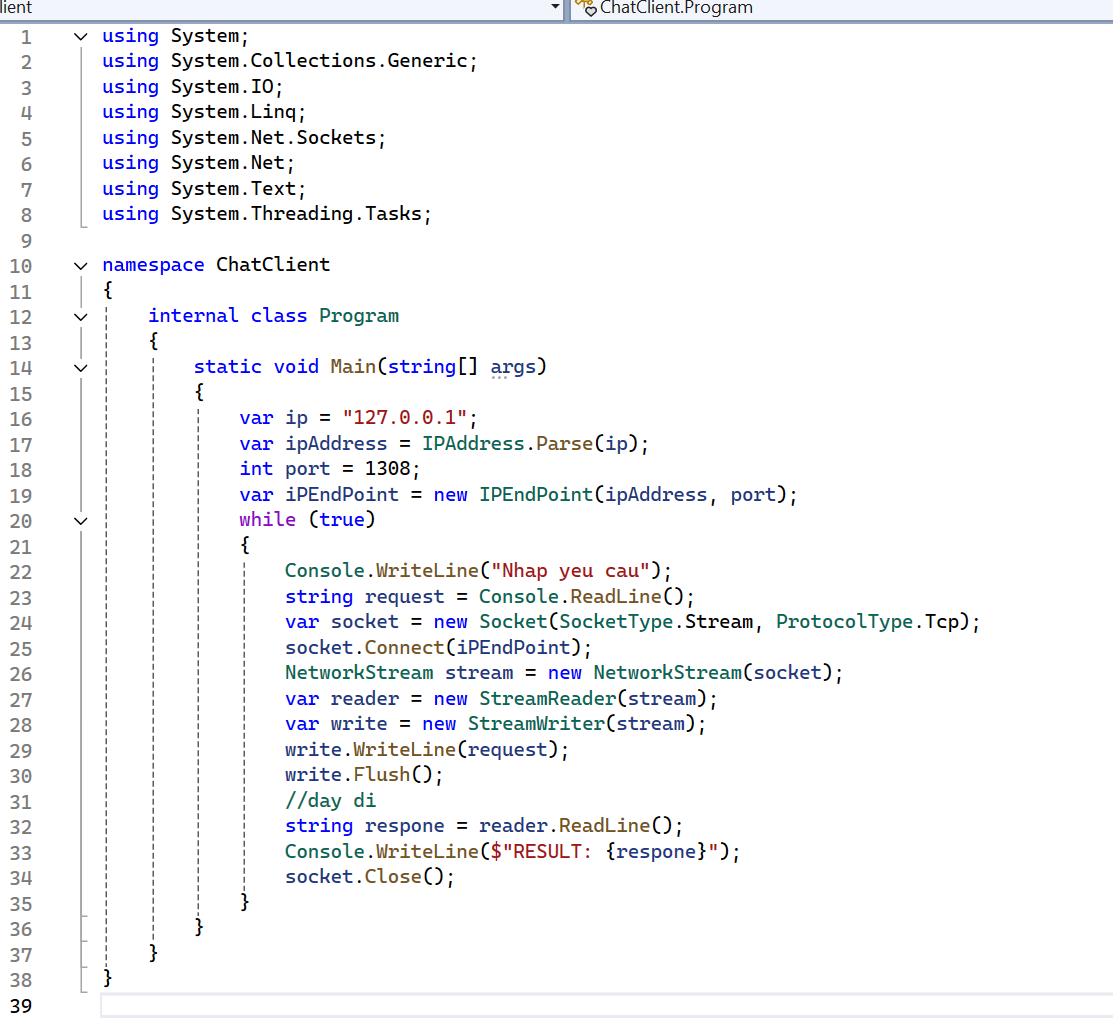 lient ChatClient.Program
1 using System;
2 using System.Collections.Generic;
3 using System.IO;
4 using System.Linq;
5 using System.Net.Sockets;
6 using System.Net;
7 using System.Text;
8 using System.Threading.Tasks;
9
10 namespace ChatClient
11 {
12 internal class Program
13 {
14 static void Main(string[] args)
15 {
16 var ip = "127.0.0.1";
17 var ipAddress = IPAddress.Parse(ip);
18 int port = 1308;
19 var iPEndPoint = new IPEndPoint(ipAddress, port);
20 while (true)
21 {
22 Console.WriteLine("Nhap yeu cau");
23 string request = Console.ReadLine();
24 var socket = new Socket(SocketType.Stream, ProtocolType.Tcp);
25 socket.Connect(iPEndPoint);
26 NetworkStream stream = new NetworkStream(socket);
27 var reader = new StreamReader(stream);
28 var write = new StreamWriter(stream);
29 write.WriteLine(request);
30 write.Flush();
31 //day di
32 string respone = reader.ReadLine();
33 Console.WriteLine($"RESULT: {respone}");
34 socket.Close();
35 }
36 }
37 }
38 }
39